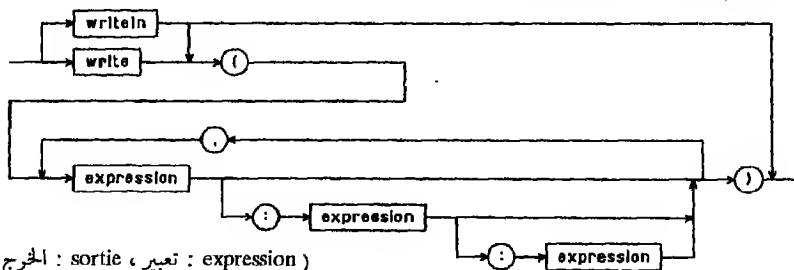 writeln
write (
,
expression )
: expression
: expression
(expression : تعبير ، sortie : الخرج